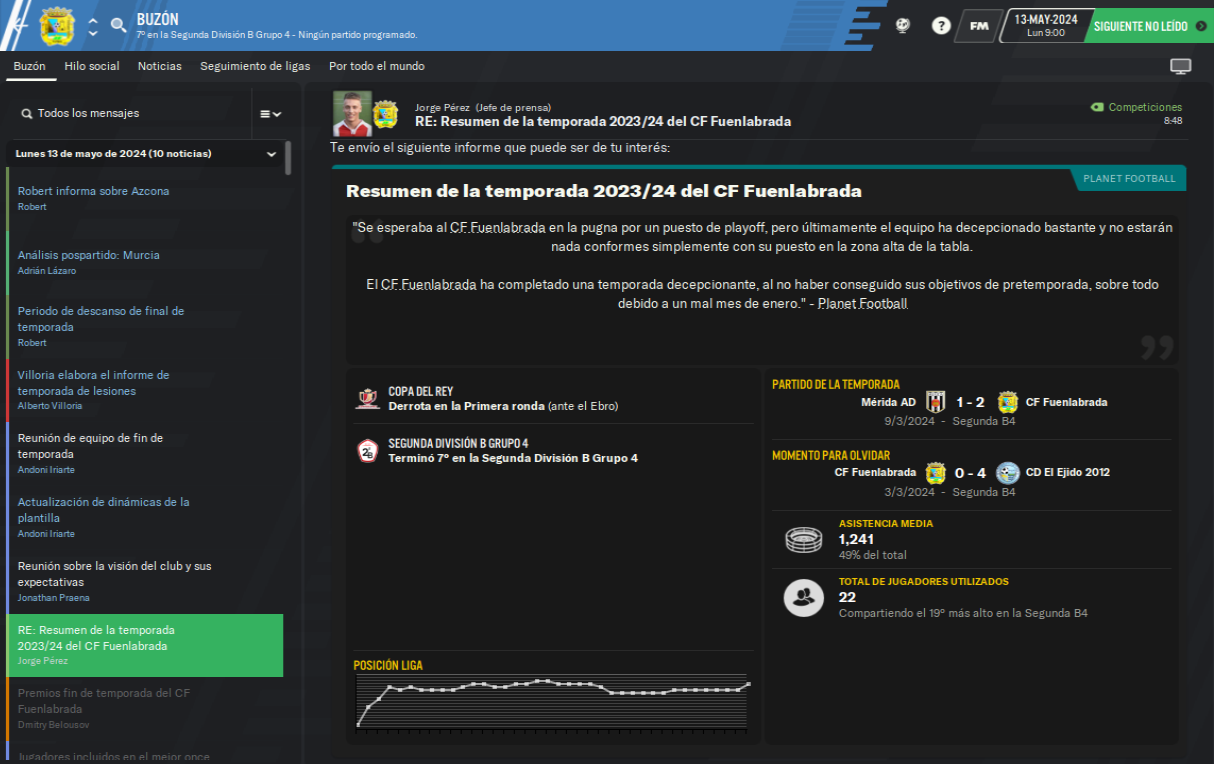 BUZÓN
7º en la Segunda División B Grupo 4 - Ningún partido programado.
?
FM
13-MAY-2024
Lun 9:00
SIGUIENTE NO LEÍDO
Buzón
Hilo social
Noticias
Seguimiento de ligas
Por todo el mundo
Todos los mensajes
Lunes 13 de mayo de 2024 (10 noticias)
Robert informa sobre Azcona
Robert
Análisis pospartido: Murcia
Adrián Lázaro
Periodo de descanso de final de
temporada
Robert
Villoria elabora el informe de
temporada de lesiones
Alberto Villoria
Reunión de equipo de fin de
temporada
Andoni Iriarte
Actualización de dinámicas de la
plantilla
Andoni Iriarte
Reunión sobre la visión del club y sus
expectativas
Jonathan Praena
RE: Resumen de la temporada
2023/24 del CF Fuenlabrada
Jorge Pérez
Premios fin de temporada del CF
Fuenlabrada
Dmitry Belousov
Jugadores incluidos en el mejor once
Jorge Pérez (Jefe de prensa)
RE: Resumen de la temporada 2023/24 del CF Fuenlabrada
Competiciones
8:48
Te envío el siguiente informe que puede ser de tu interés:
PLANET FOOTBALL
Resumen de la temporada 2023/24 del CF Fuenlabrada
"Se esperaba al CF Fuenlabrada en la pugna por un puesto de playoff, pero últimamente el equipo ha decepcionado bastante y no estarán
nada conformes simplemente con su puesto en la zona alta de la tabla.
El CF Fuenlabrada ha completado una temporada decepcionante, al no haber conseguido sus objetivos de pretemporada, sobre todo
debido a un mal mes de enero." - Planet Football
COPA DEL REY
Derrota en la Primera ronda (ante el Ebro)
2ªB
SEGUNDA DIVISIÓN B GRUPO 4
Terminó 7º en la Segunda División B Grupo 4
POSICIÓN LIGA
PARTIDO DE LA TEMPORADA
Mérida AD 1 - 2 CF Fuenlabrada
9/3/2024 - Segunda B4
MOMENTO PARA OLVIDAR
CF Fuenlabrada 0 - 4 CD El Ejido 2012
3/3/2024 - Segunda B4
ASISTENCIA MEDIA
1,241
49% del total
TOTAL DE JUGADORES UTILIZADOS
22
Compartiendo el 19º más alto en la Segunda B4